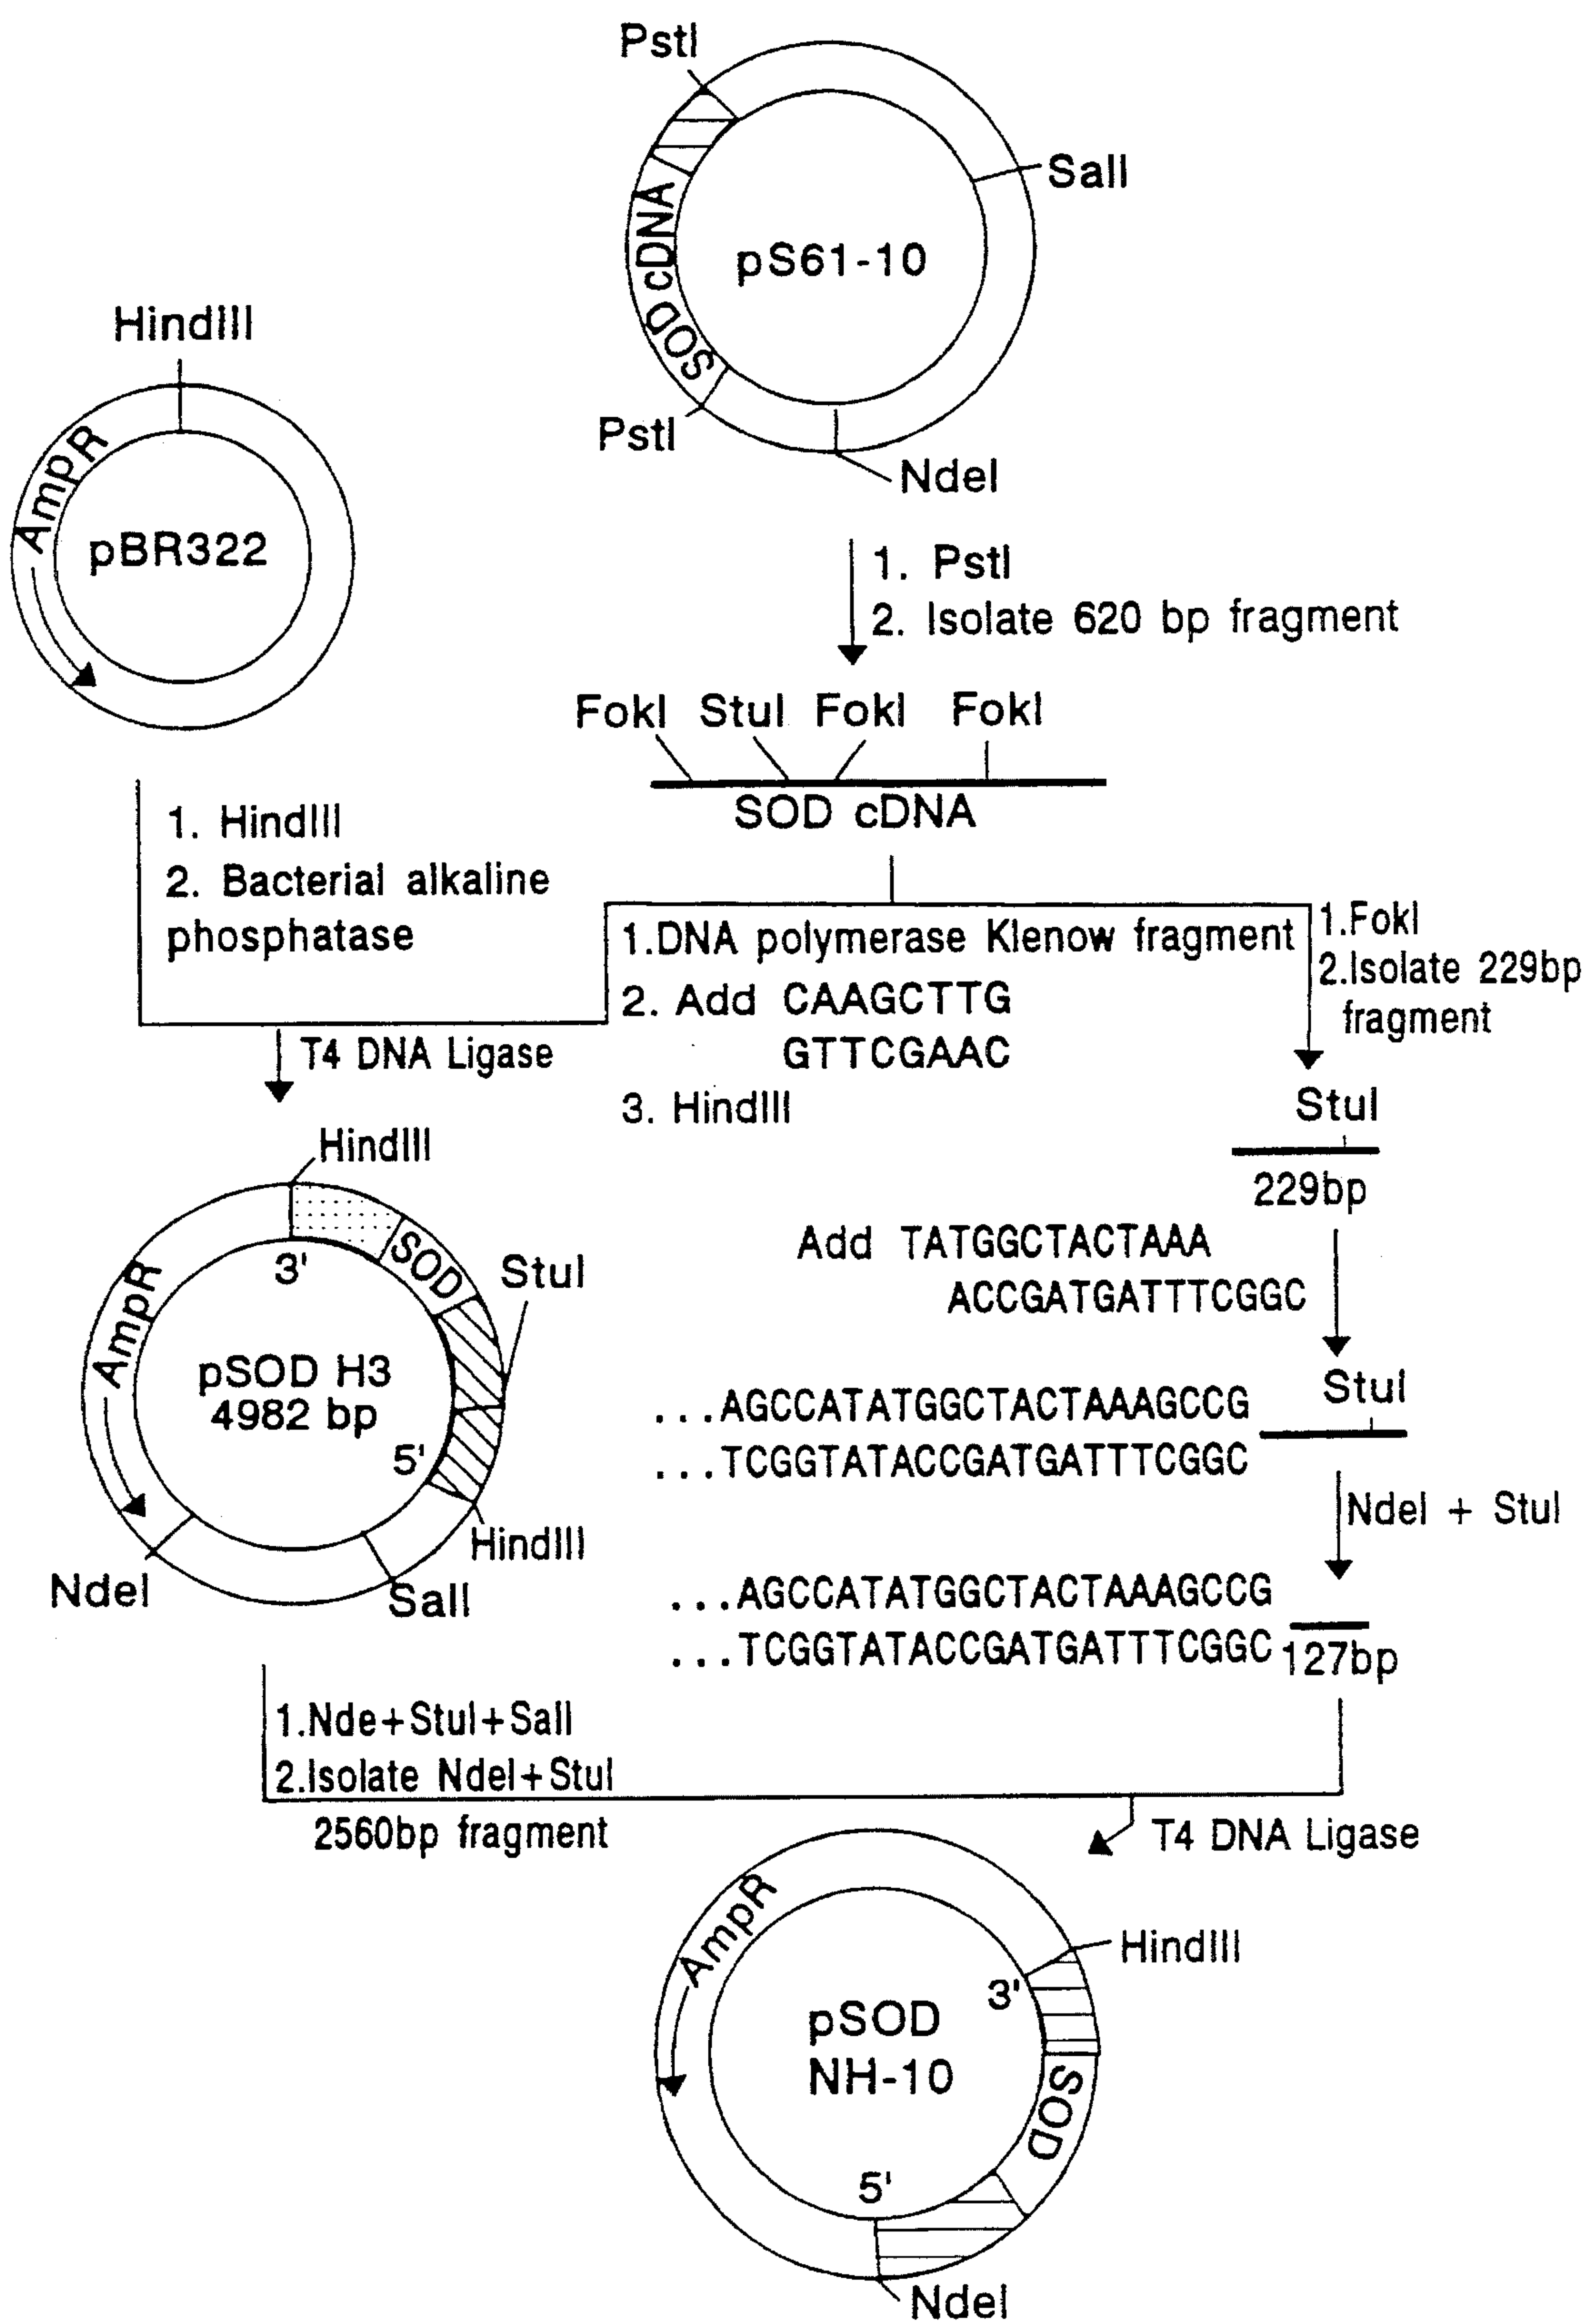 PstI
SalI
SOD cDNA
pS61-10
PstI
NdeI
HindIII
AmpR
pBR322
1. PstI
2. Isolate 620 bp fragment
FokI StuI FokI FokI
SOD cDNA
1. HindIII
2. Bacterial alkaline
phosphatase
1.DNA polymerase Klenow fragment
2. Add CAAGCTTG
GTTCGAAC
3. HindIII
1.FokI
2.Isolate 229bp
fragment
T4 DNA Ligase
StuI
229bp
Add TATGGCTACTAAA
ACCGATGATTTCGGC
HindIII
3'
SOD
StuI
AmpR
pSOD H3
4982 bp
5'
HindIII
NdeI
SalI
StuI
...AGCCATATGGCTACTAAAGCCG
...TCGGTATACCGATGATTTCGGC
NdeI + StuI
...AGCCATATGGCTACTAAAGCCG
...TCGGTATACCGATGATTTCGGC
127bp
1.Nde+StuI+SalI
2.Isolate NdeI+StuI
2560bp fragment
T4 DNA Ligase
AmpR
HindIII
3'
pSOD
NH-10
SOD
5'
NdeI